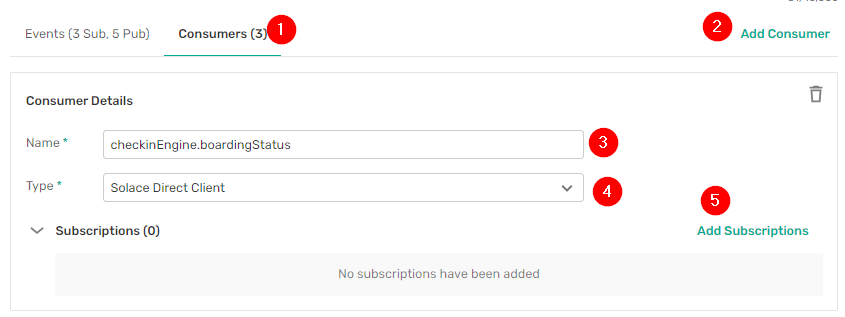 Events (3 Sub, 5 Pub)
Consumers (3)
1
2
Add Consumer
Consumer Details
Name *
checkinEngine.boardingStatus
3
Type *
Solace Direct Client
4
5
Subscriptions (0)
Add Subscriptions
No subscriptions have been added